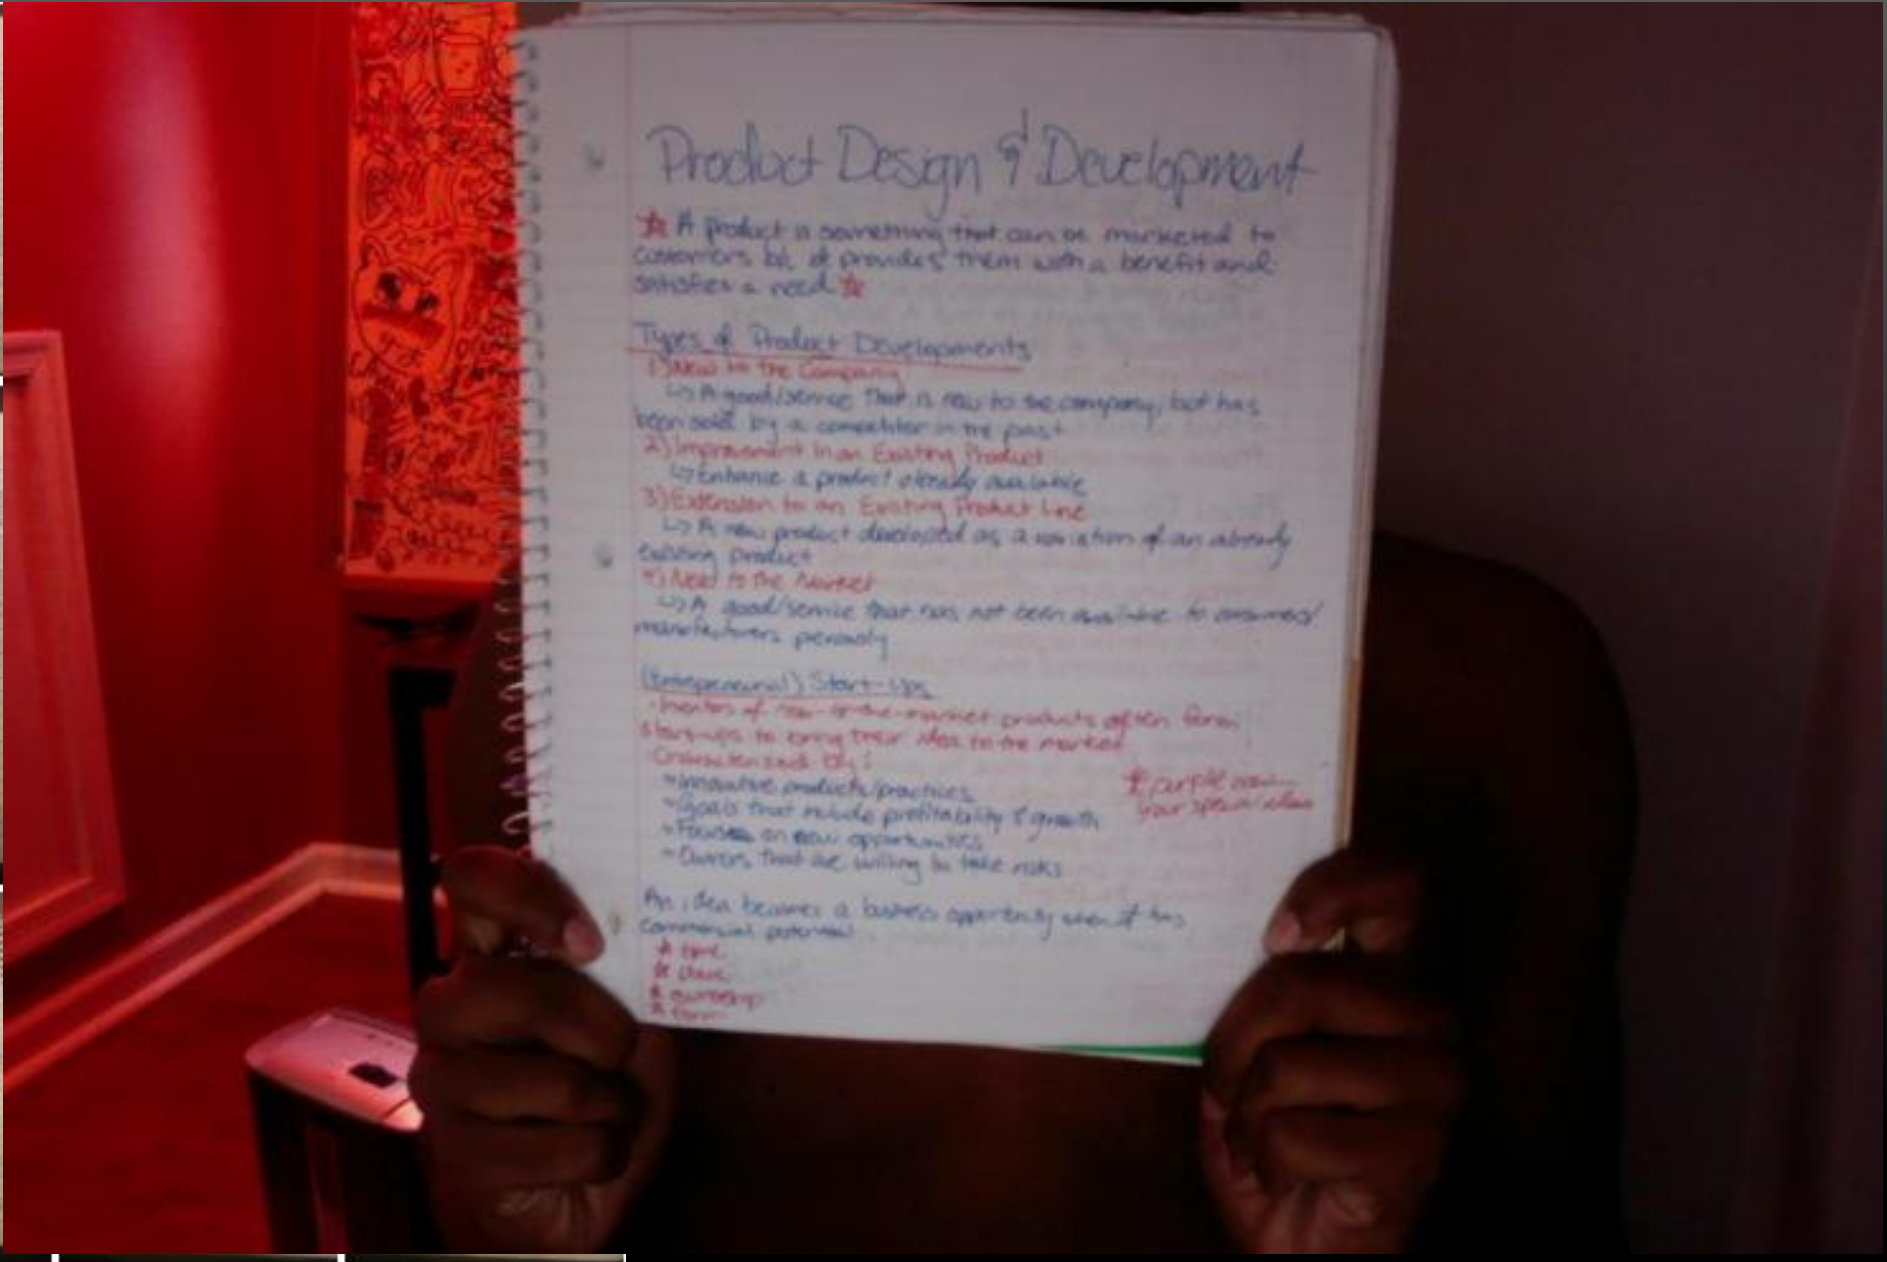 Product Design & Development
☆ A product is something that can be marketed to
customers b/c it provides them with a benefit and
satisfies a need ☆
Types of Product Developments
1) New to the Company
↳ A good/service that is new to the company, but has
been sold by a competitor in the past
2) Improvement in an Existing Product
↳ Enhance a product already available
3) Extension to an Existing Product Line
↳ A new product developed as a variation of an already
existing product
4) New to the Market
↳ A good/service that has not been available to consumers/
manufacturers
Start-Ups
of new-to-the-market products often form
start-ups to bring their idea to the market
Characterized by:
Innovative products/practices
Goals that include profitability & growth
on new opportunities
Owners that are willing to take risks
☆ purple
your special
An idea becomes a business opportunity when it has
commercial potential
☆ time
☆
☆ ownership
☆ form